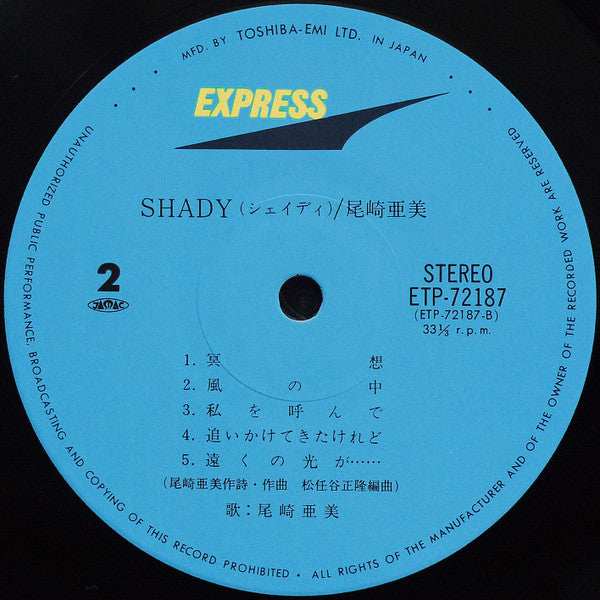 MFD. BY TOSHIBA-EMI LTD. IN JAPAN
EXPRESS
SHADY (シェイディ)/尾崎亜美
2
JASRAC
STEREO
ETP-72187
(ETP-72187-B)
33⅓ r.p.m.
1. 冥想
2. 風の中
3. 私を呼んで
4. 追いかけてきたけれど
5. 遠くの光が……
(尾崎亜美作詩・作曲 松任谷正隆編曲)
歌:尾崎亜美
UNAUTHORIZED PUBLIC PERFORMANCE, BROADCASTING AND COPYING OF THIS RECORD PROHIBITED • ALL RIGHTS OF THE MANUFACTURER AND OF THE OWNER OF THE RECORDED WORK ARE RESERVED